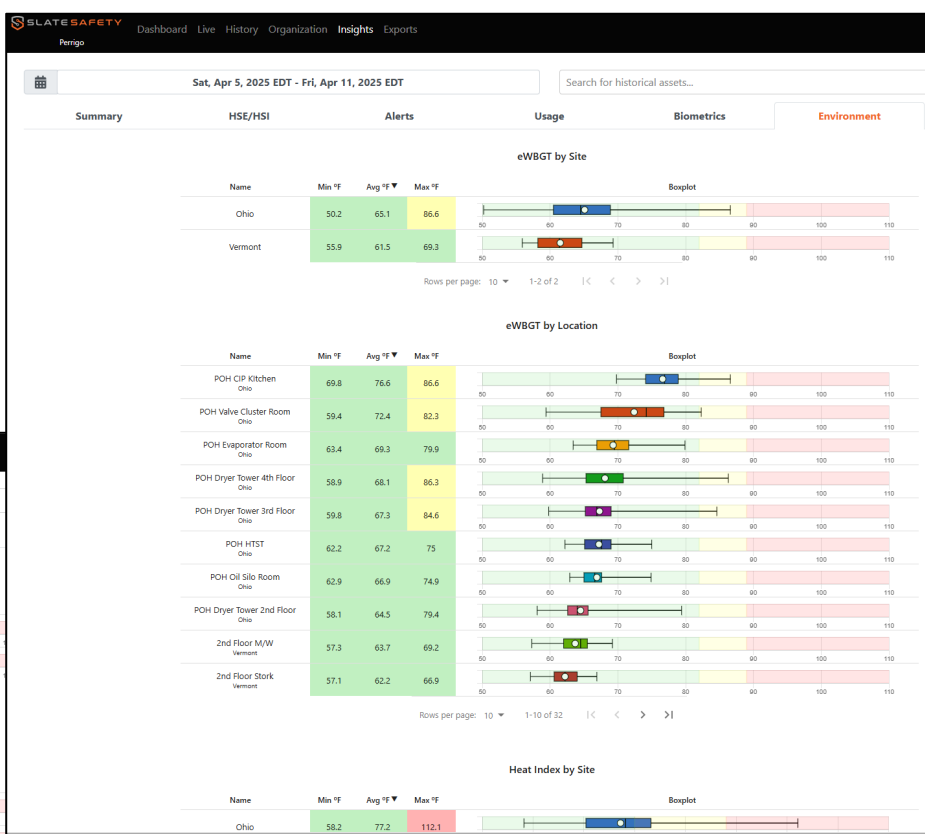 SLATESAFETY
Perrigo
Dashboard Live History Organization Insights Exports
Sat, Apr 5, 2025 EDT - Fri, Apr 11, 2025 EDT
Search for historical assets...
Summary HSE/HSI Alerts Usage Biometrics Environment
eWBGT by Site
Name Min °F Avg °F▼ Max °F Boxplot
Ohio 50.2 65.1 86.6
50 60 70 80 90 100 110
Vermont 55.9 61.5 69.3
50 60 70 80 90 100 110
Rows per page: 10 1-2 of 2
eWBGT by Location
Name Min °F Avg °F▼ Max °F Boxplot
POH CIP KItchen
Ohio
69.8 76.6 86.6
50 60 70 80 90 100 110
POH Valve Cluster Room
Ohio
59.4 72.4 82.3
50 60 70 80 90 100 110
POH Evaporator Room
Ohio
63.4 69.3 79.9
50 60 70 80 90 100 110
POH Dryer Tower 4th Floor
Ohio
58.9 68.1 86.3
50 60 70 80 90 100 110
POH Dryer Tower 3rd Floor
Ohio
59.8 67.3 84.6
50 60 70 80 90 100 110
POH HTST
Ohio
62.2 67.2 75
50 60 70 80 90 100 110
POH Oil Silo Room
Ohio
62.9 66.9 74.9
50 60 70 80 90 100 110
POH Dryer Tower 2nd Floor
Ohio
58.1 64.5 79.4
50 60 70 80 90 100 110
2nd Floor M/W
Vermont
57.3 63.7 69.2
50 60 70 80 90 100 110
2nd Floor Stork
Vermont
57.1 62.2 66.9
50 60 70 80 90 100 110
Rows per page: 10 1-10 of 32
Heat Index by Site
Name Min °F Avg °F▼ Max °F Boxplot
Ohio 58.2 77.2 112.1